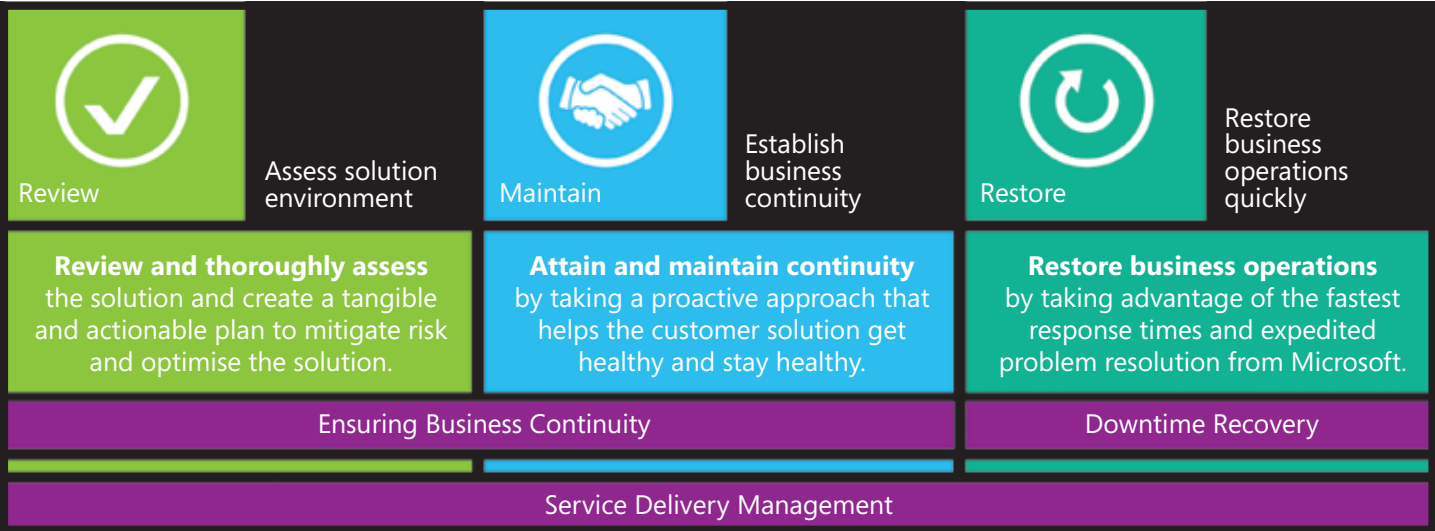 Review
Assess solution
environment
Maintain
Establish
business
continuity
Restore
Restore
business
operations
quickly
Review and thoroughly assess
the solution and create a tangible
and actionable plan to mitigate risk
and optimise the solution.
Attain and maintain continuity
by taking a proactive approach that
helps the customer solution get
healthy and stay healthy.
Restore business operations
by taking advantage of the fastest
response times and expedited
problem resolution from Microsoft.
Ensuring Business Continuity
Downtime Recovery
Service Delivery Management